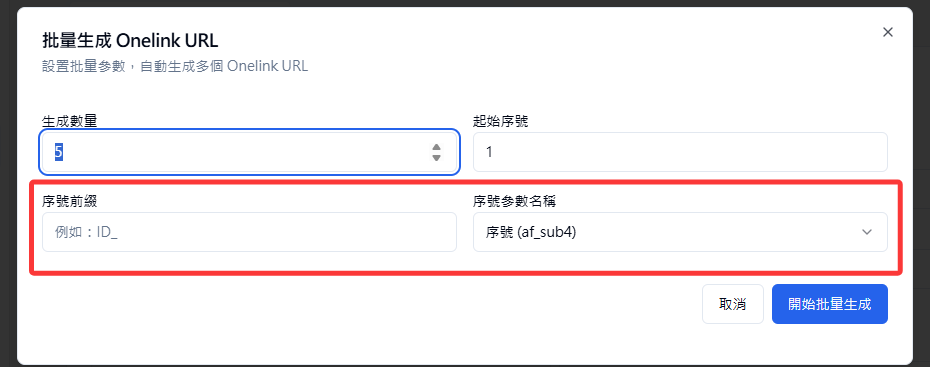 批量生成 Onelink URL
設置批量參數，自動生成多個 Onelink URL
生成數量
起始序號
5
1
序號前綴
序號參數名稱
例如：ID_
序號 (af_sub4)
取消
開始批量生成